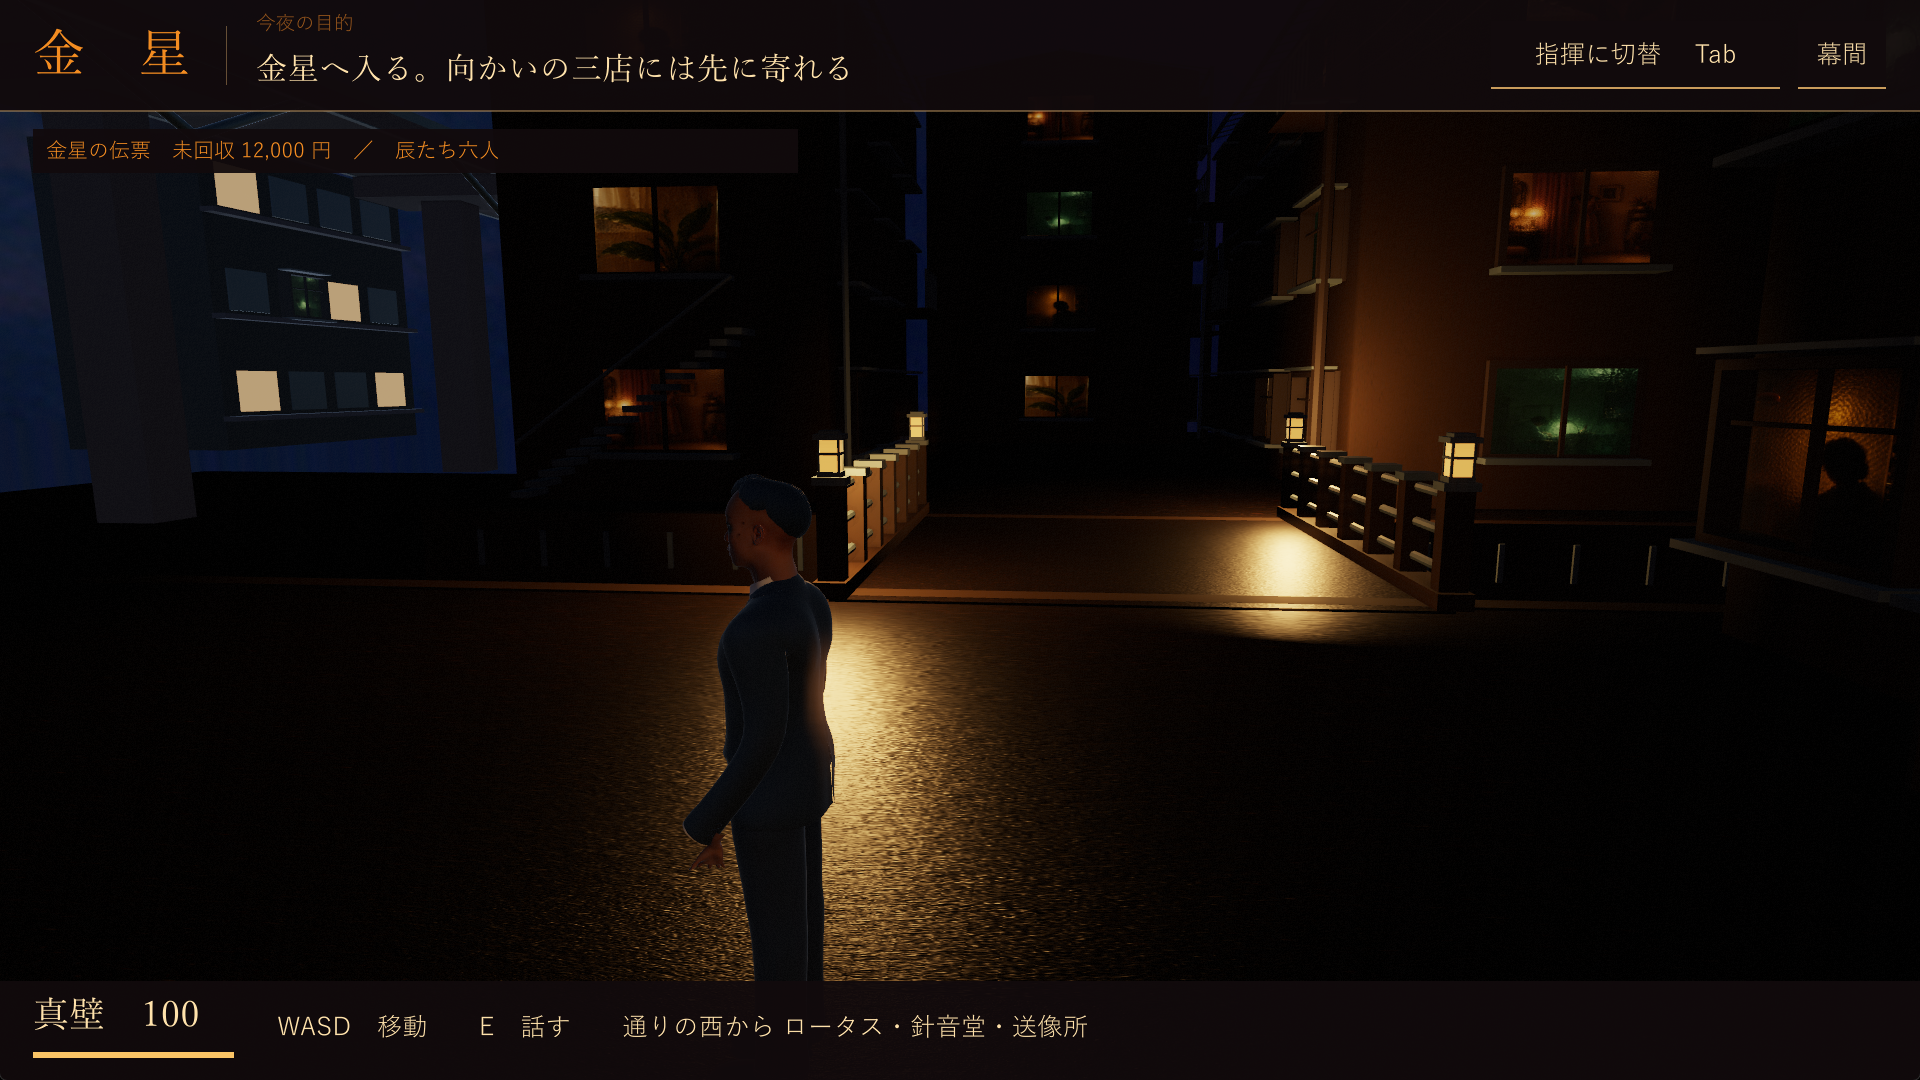 金 星
今夜の目的
金星へ入る。向かいの三店には先に寄れる
指揮に切替 Tab
幕間
金星の伝票 未回収 12,000 円 ／ 辰たち六人
真壁 100
WASD 移動 E 話す 通りの西から ロータス・針音堂・送像所